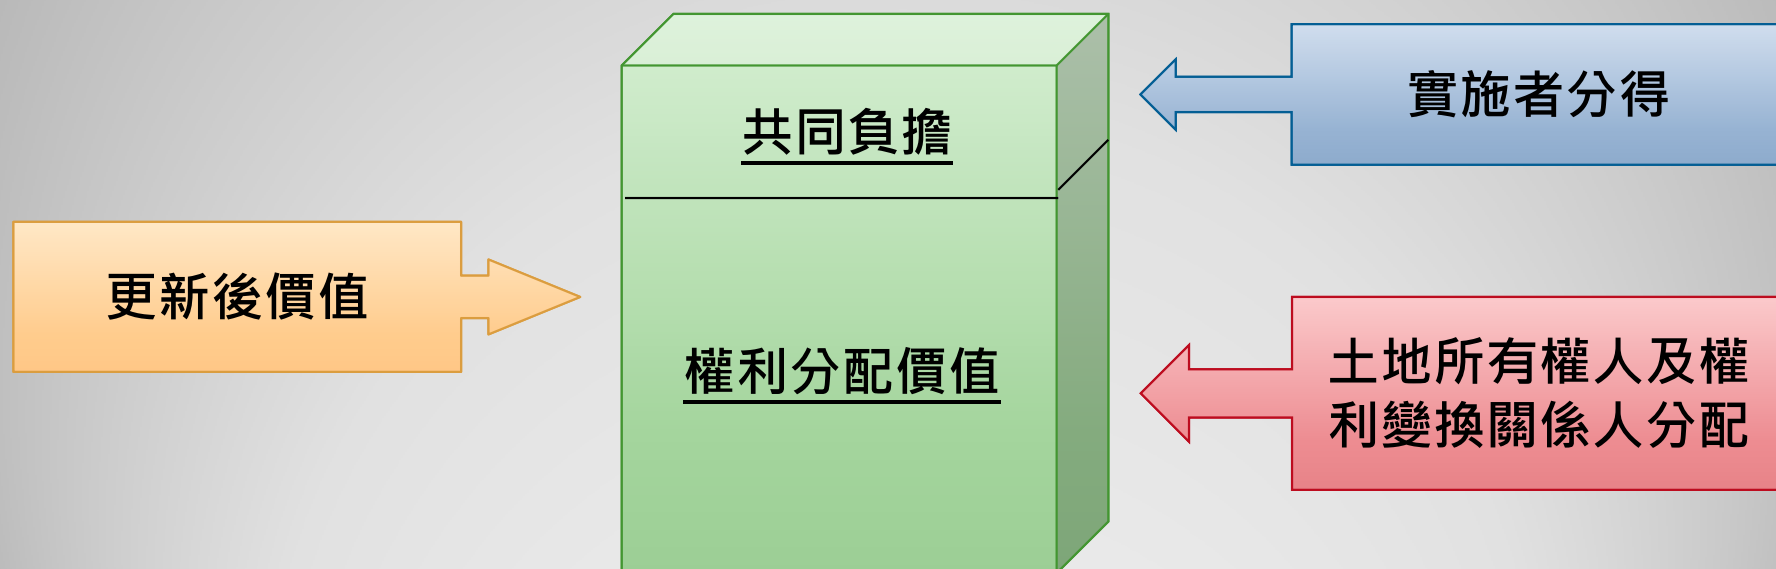 共同負擔
實施者分得
更新後價值
權利分配價值
土地所有權人及權
利變換關係人分配